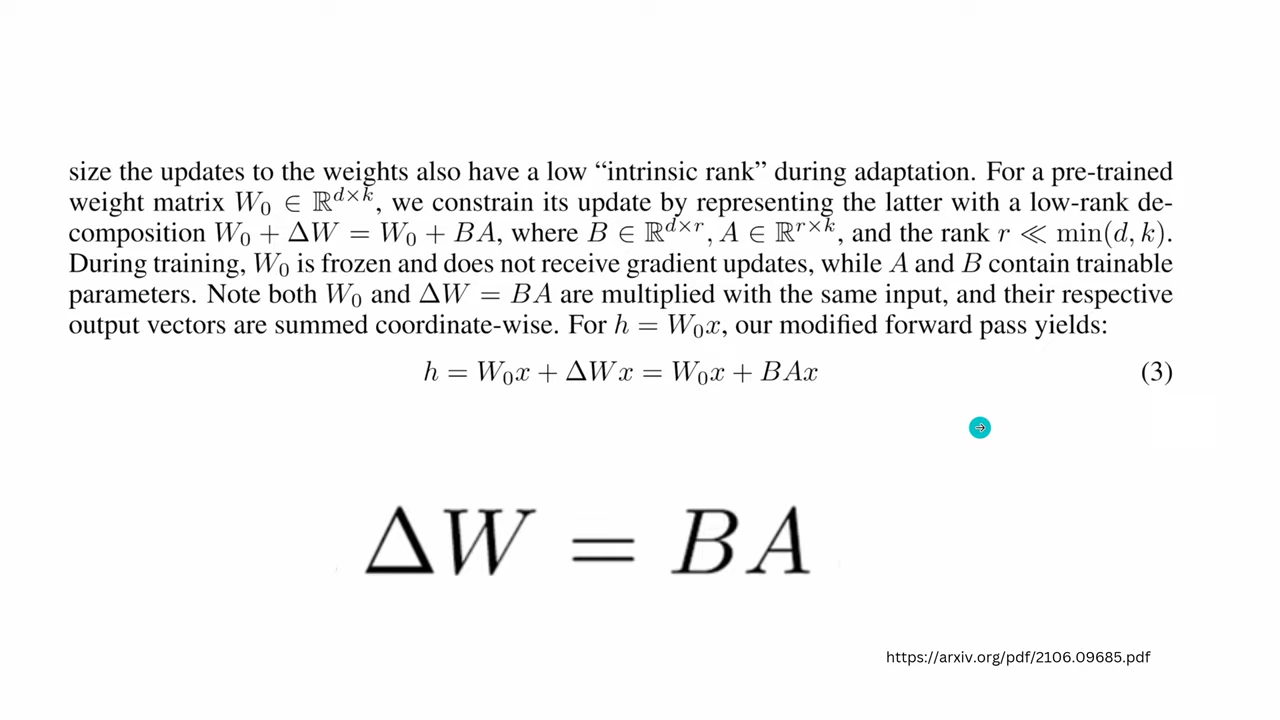 size the updates to the weights also have a low “intrinsic rank” during adaptation. For a pre-trained
weight matrix W₀ ∈ ℝ^{d×k}, we constrain its update by representing the latter with a low-rank de-
composition W₀ + ΔW = W₀ + BA, where B ∈ ℝ^{d×r}, A ∈ ℝ^{r×k}, and the rank r ≪ min(d, k).
During training, W₀ is frozen and does not receive gradient updates, while A and B contain trainable
parameters. Note both W₀ and ΔW = BA are multiplied with the same input, and their respective
output vectors are summed coordinate-wise. For h = W₀x, our modified forward pass yields:
h = W₀x + ΔWx = W₀x + BAx (3)
ΔW = BA
https://arxiv.org/pdf/2106.09685.pdf